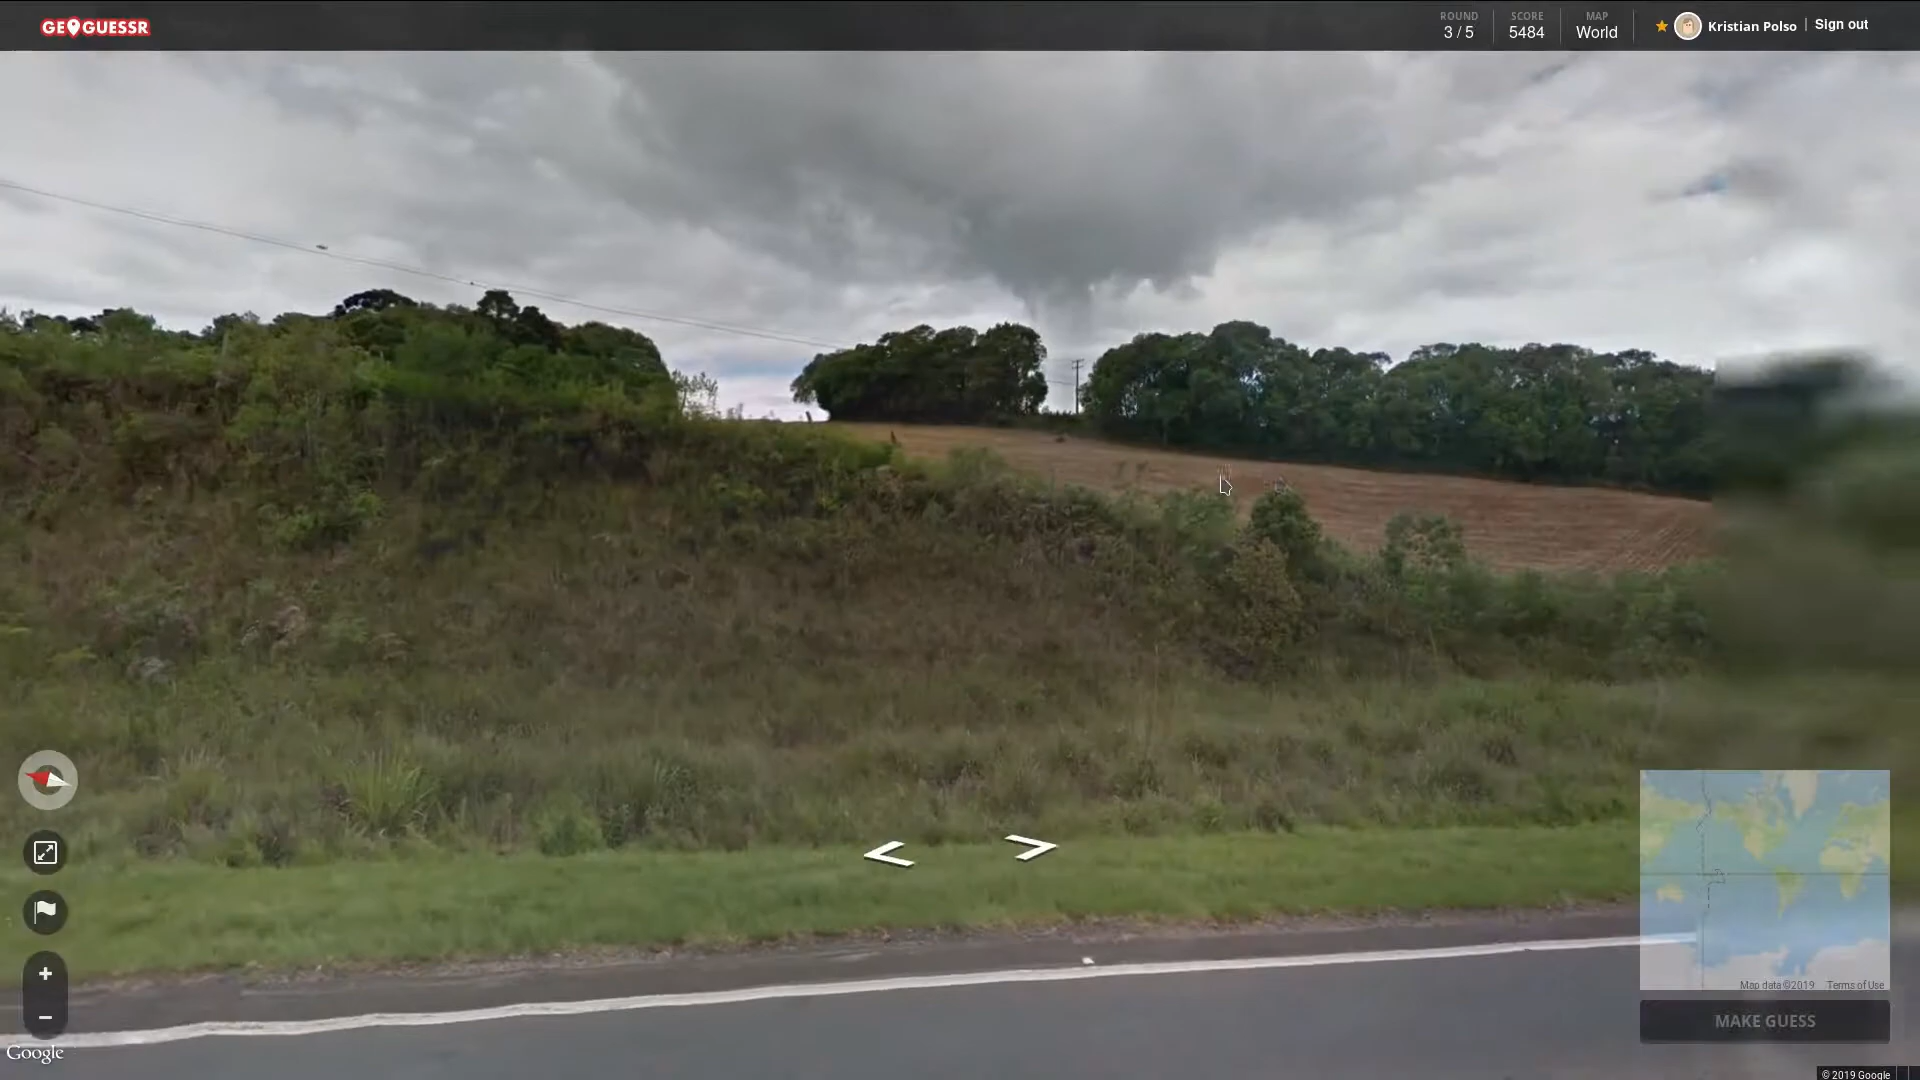 GEOGUESSR
ROUND
3 / 5
SCORE
5484
MAP
World
Kristian Polso
Sign out
Map data ©2019
Terms of Use
MAKE GUESS
Google
© 2019 Google